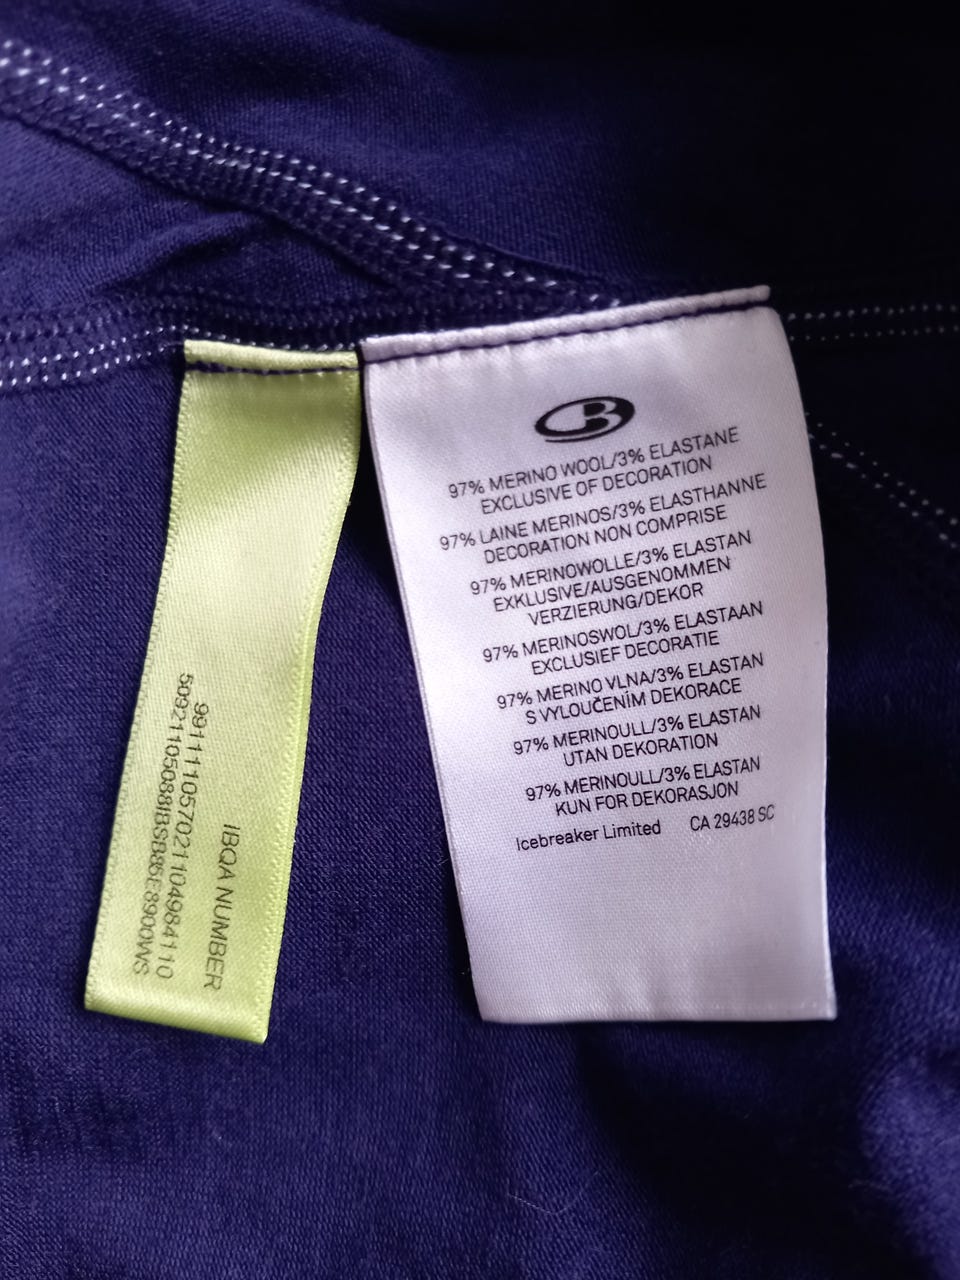 IBQA NUMBER
991111057021104984110
5092110508 8IBSB86E8900WS
97% MERINO WOOL/3% ELASTANE
EXCLUSIVE OF DECORATION
97% LAINE MERINOS/3% ELASTHANNE
DECORATION NON COMPRISE
97% MERINOWOLLE/3% ELASTAN
EXKLUSIVE/AUSGENOMMEN
VERZIERUNG/DEKOR
97% MERINOSWOL/3% ELASTAAN
EXCLUSIEF DECORATIE
97% MERINO VLNA/3% ELASTAN
S VYLOUČENÍM DEKORACE
97% MERINOULL/3% ELASTAN
UTAN DEKORATION
97% MERINOULL/3% ELASTAN
KUN FOR DEKORASJON
Icebreaker Limited CA 29438 SC